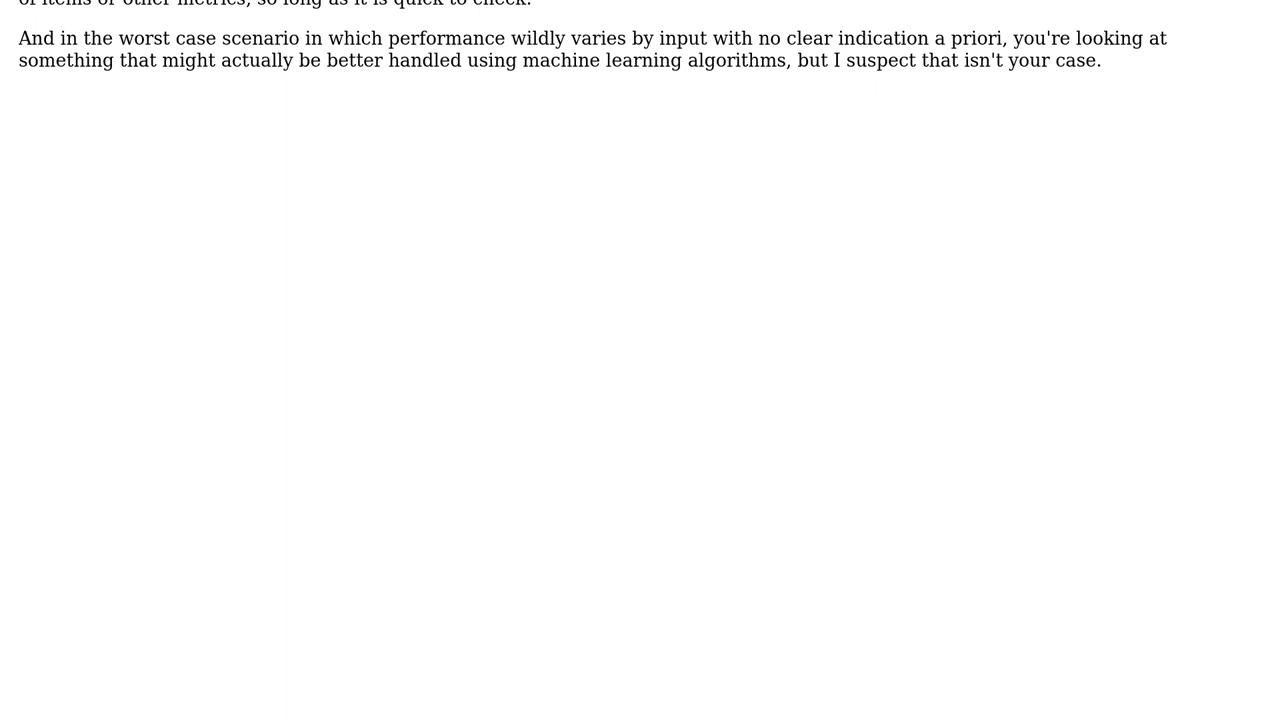 of items or other metrics, so long as it is quick to check.
And in the worst case scenario in which performance wildly varies by input with no clear indication a priori, you're looking at
something that might actually be better handled using machine learning algorithms, but I suspect that isn't your case.